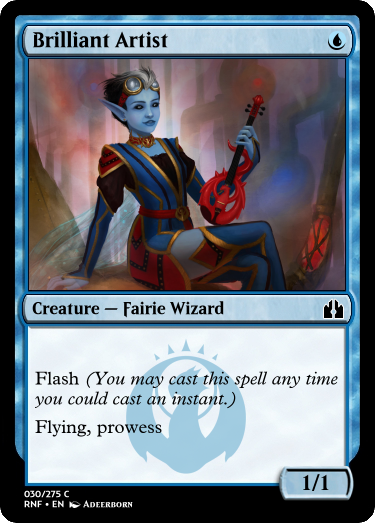 Brilliant Artist
Creature — Fairie Wizard
Flash (You may cast this spell any time
you could cast an instant.)
Flying, prowess
1/1
030/275 C
RNF • EN Adeerborn